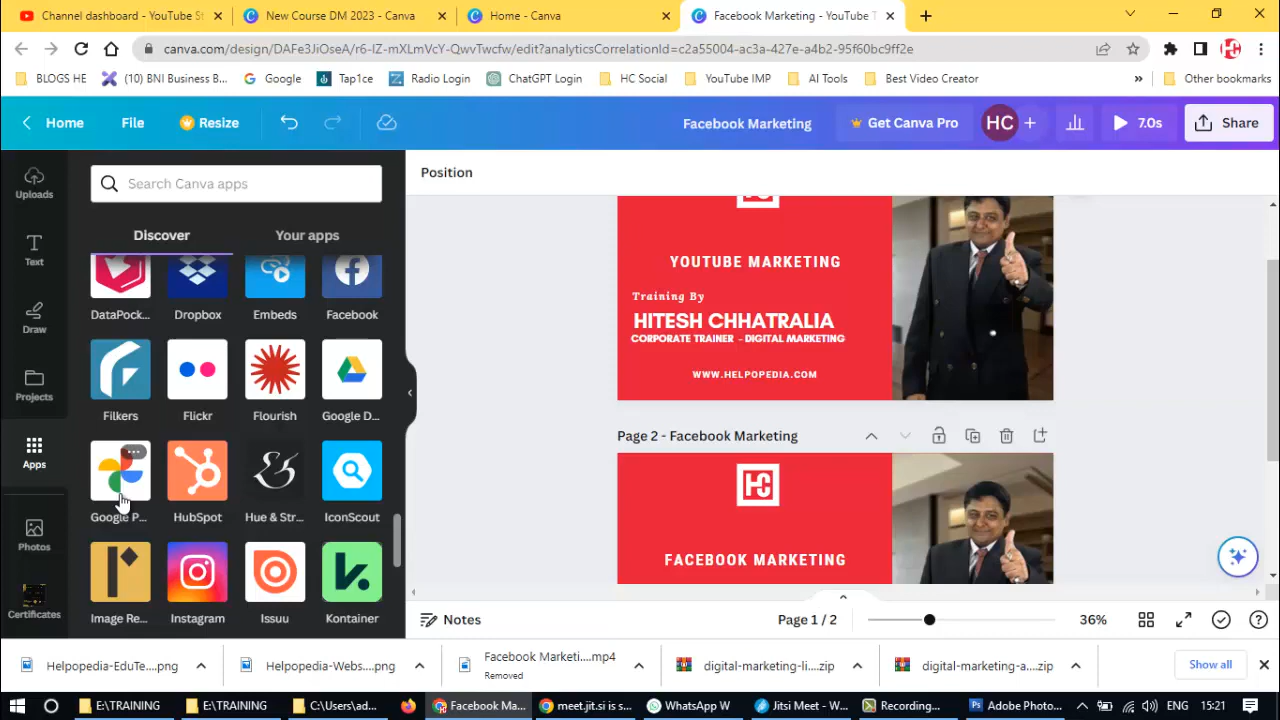 Channel dashboard - YouTube St
New Course DM 2023 - Canva
Home - Canva
Facebook Marketing - YouTube T
canva.com/design/DAFe3JiOseA/r6-lZ-mXLmVcY-QwvTwcfw/edit?analyticsCorrelationId=c2a55004-ac3a-427e-a4b2-95f60bc9ff2e
BLOGS HE
(10) BNI Business B...
Google
Tap1ce
Radio Login
ChatGPT Login
HC Social
YouTube IMP
AI Tools
Best Video Creator
»
Other bookmarks
Home
File
Resize
Facebook Marketing
Get Canva Pro
HC
+
7.0s
Share
Uploads
Text
Draw
Projects
Apps
Photos
Certificates
Search Canva apps
Discover
Your apps
DataPock...
Dropbox
Embeds
Facebook
Filkers
Flickr
Flourish
Google D...
Google P...
HubSpot
Hue & Str...
IconScout
Image Re...
Instagram
Issuu
Kontainer
Position
YOUTUBE MARKETING
Training By
HITESH CHHATRALIA
CORPORATE TRAINER - DIGITAL MARKETING
WWW.HELPOPEDIA.COM
Page 2 - Facebook Marketing
HC
FACEBOOK MARKETING
Notes
Page 1 / 2
36%
Helpopedia-EduTe....png
Helpopedia-Webs....png
Facebook Marketi....mp4
Removed
digital-marketing-li....zip
digital-marketing-a....zip
Show all
E:\TRAINING
E:\TRAINING
C:\Users\ad...
Facebook Ma...
meet.jit.si is s...
WhatsApp W
Jitsi Meet - W...
Recording...
Adobe Photo...
ENG
15:21